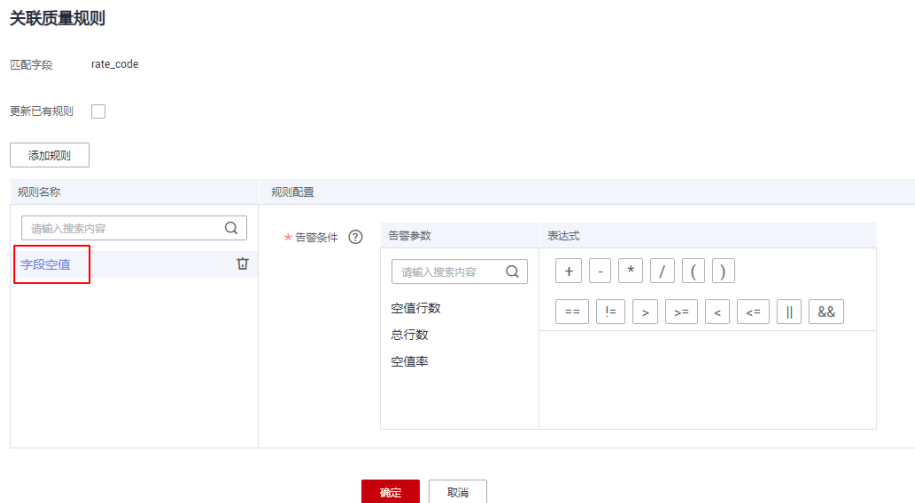 关联质量规则
匹配字段 rate_code
更新已有规则
添加规则
规则名称 规则配置
请输入搜索内容
字段空值
* 告警条件 ?
告警参数 表达式
请输入搜索内容
+ - * / ( )
== != > >= < <= || &&
空值行数
总行数
空值率
确定 取消